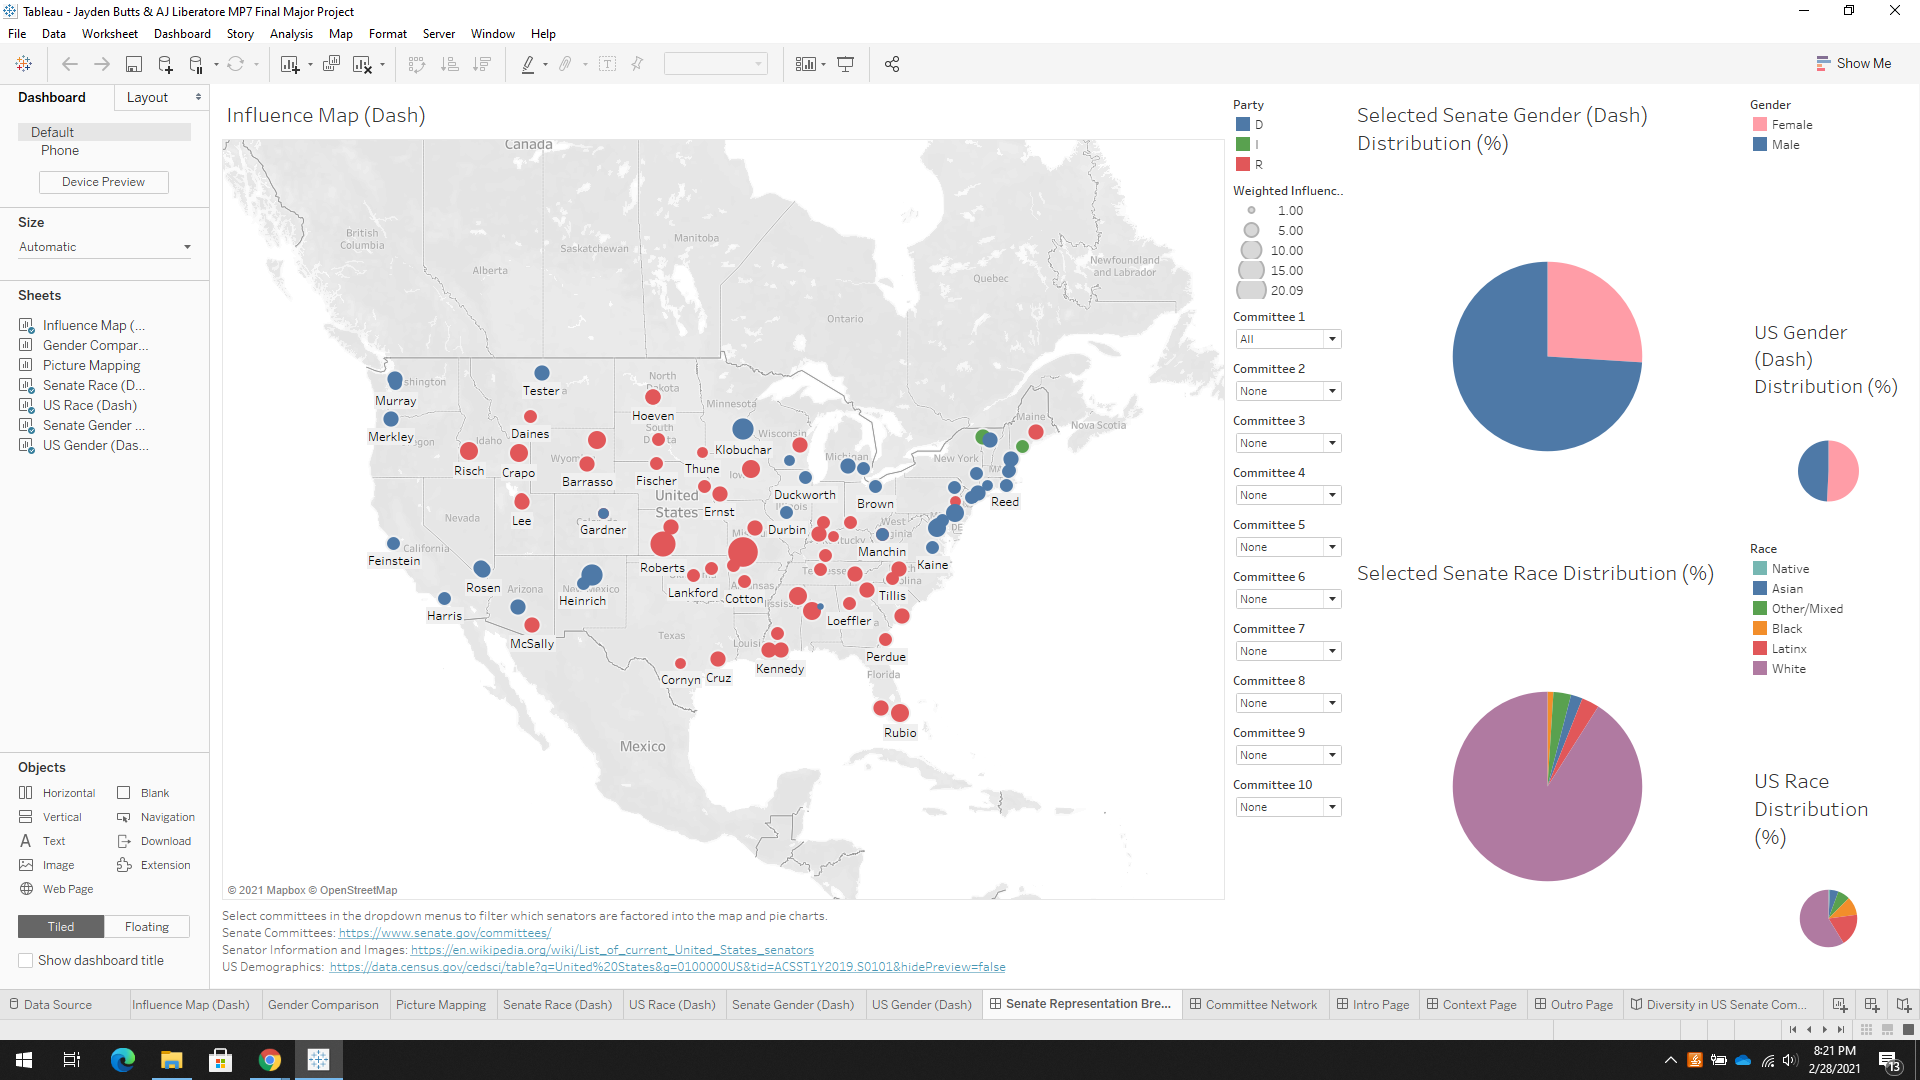 Tableau - Jayden Butts & AJ Liberatore MP7 Final Major Project
File Data Worksheet Dashboard Story Analysis Map Format Server Window Help
Show Me
Dashboard Layout
Default
Phone
Device Preview
Size
Automatic
Sheets
Influence Map (...
Gender Compar...
Picture Mapping
Senate Race (D...
US Race (Dash)
Senate Gender ...
US Gender (Das...
Objects
Horizontal Blank
Vertical Navigation
Text Download
Image Extension
Web Page
Tiled Floating
Show dashboard title
Influence Map (Dash)
Canada
British
Columbia
Alberta
Saskatchewan
Manitoba
Ontario
Quebec
Newfoundland
and Labrador
Nova Scotia
Maine
shington
Murray
Merkley
Tester
North
Dakota
Hoeven
Minnesota
South
Idaho
Daines
Risch
Crapo
Barrasso
Fischer
Thune
Klobuchar
Wisconsin
Michigan
New York
Duckworth
Brown
Reed
United
States
Ernst
Lee
Nevada
Gardner
Durbin
West
Virginia
Manchin
DE
Kaine
California
Feinstein
Rosen
Arizona
Heinrich
Roberts
Lankford
Cotton
Tillis
Harris
McSally
Texas
Loeffler
Perdue
Kennedy
Cornyn
Cruz
Florida
Rubio
Mexico
© 2021 Mapbox © OpenStreetMap
Select committees in the dropdown menus to filter which senators are factored into the map and pie charts.
Senate Committees: https://www.senate.gov/committees/
Senator Information and Images: https://en.wikipedia.org/wiki/List_of_current_United_States_senators
US Demographics: https://data.census.gov/cedsci/table?q=United%20States&g=0100000US&tid=ACSST1Y2019.S0101&hidePreview=false
Party
D
I
R
Weighted Influenc..
1.00
5.00
10.00
15.00
20.09
Committee 1
All
Committee 2
None
Committee 3
None
Committee 4
None
Committee 5
None
Committee 6
None
Committee 7
None
Committee 8
None
Committee 9
None
Committee 10
None
Selected Senate Gender (Dash)
Distribution (%)
Selected Senate Race Distribution (%)
Gender
Female
Male
US Gender
(Dash)
Distribution (%)
Race
Native
Asian
Other/Mixed
Black
Latinx
White
US Race
Distribution
(%)
Data Source Influence Map (Dash) Gender Comparison Picture Mapping Senate Race (Dash) US Race (Dash) Senate Gender (Dash) US Gender (Dash) Senate Representation Bre... Committee Network Intro Page Context Page Outro Page Diversity in US Senate Com...
8:21 PM
2/28/2021
13